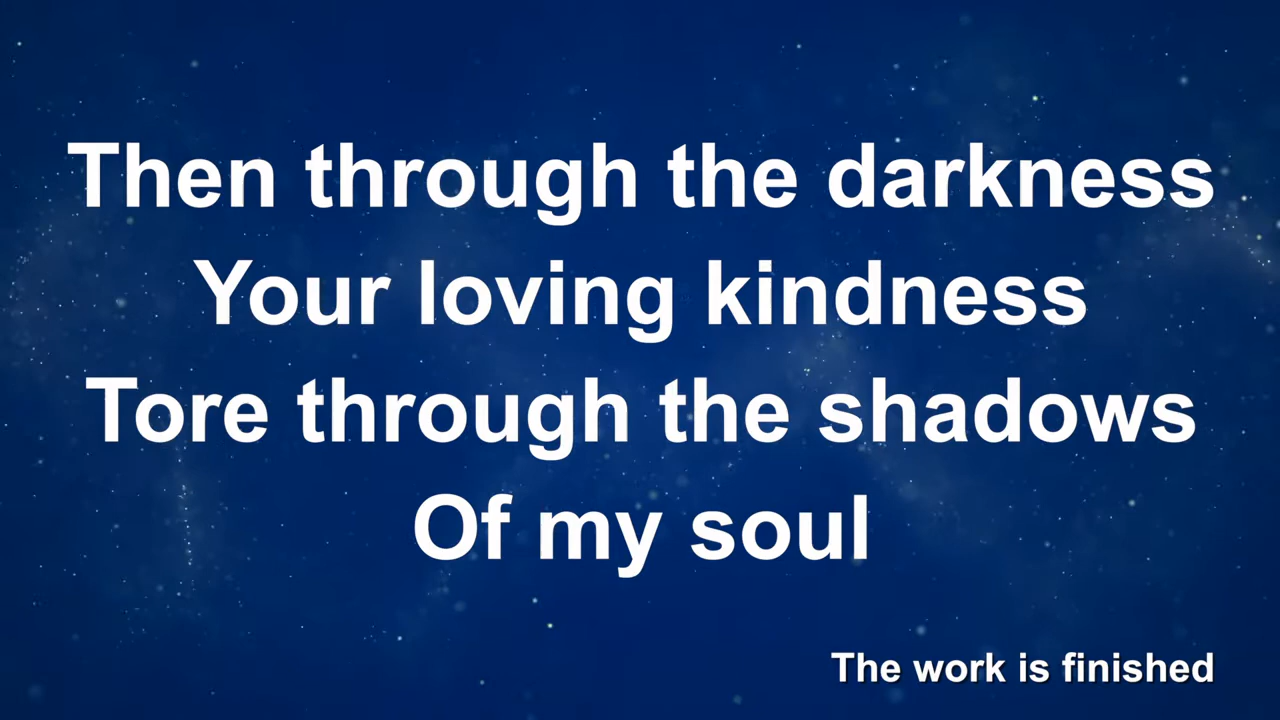 Then through the darkness
Your loving kindness
Tore through the shadows
Of my soul
The work is finished